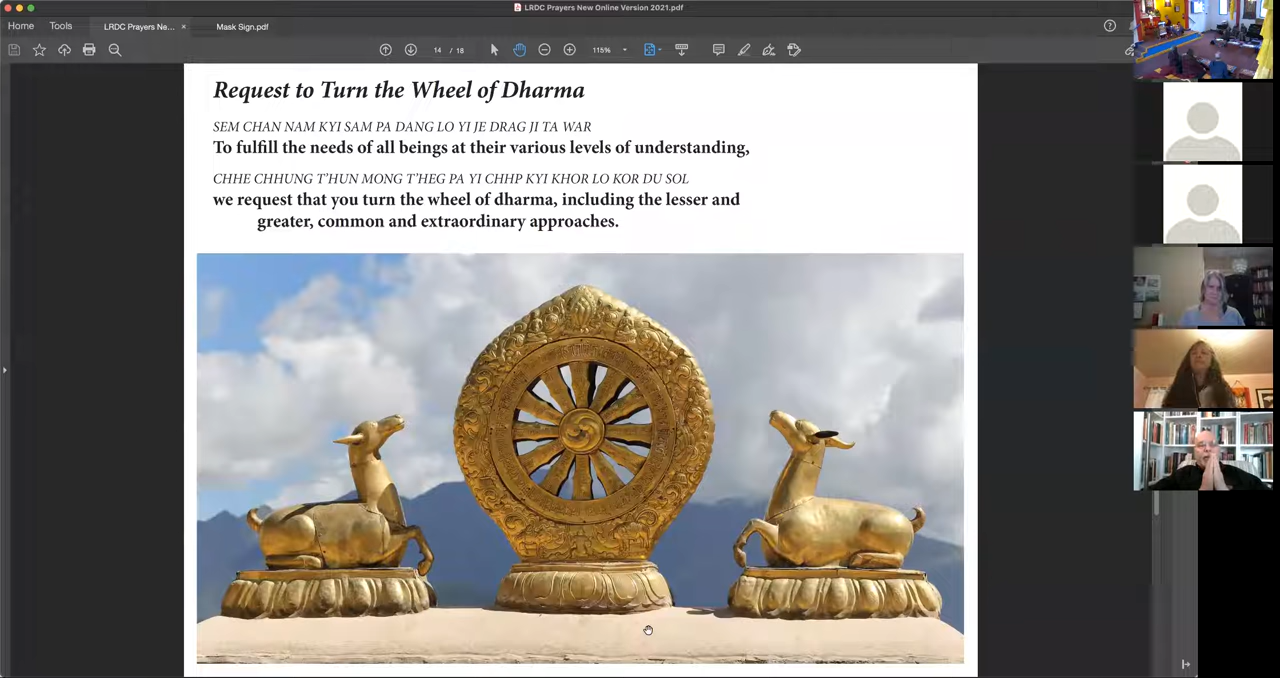 LRDC Prayers New Online Version 2021.pdf
Home
Tools
LRDC Prayers Ne...
Mask Sign.pdf
14 / 18
115%
Request to Turn the Wheel of Dharma
SEM CHAN NAM KYI SAM PA DANG LO YI JE DRAG JI TA WAR
To fulfill the needs of all beings at their various levels of understanding,
CHHE CHHUNG T'HUN MONG T'HEG PA YI CHHP KYI KHOR LO KOR DU SOL
we request that you turn the wheel of dharma, including the lesser and
greater, common and extraordinary approaches.